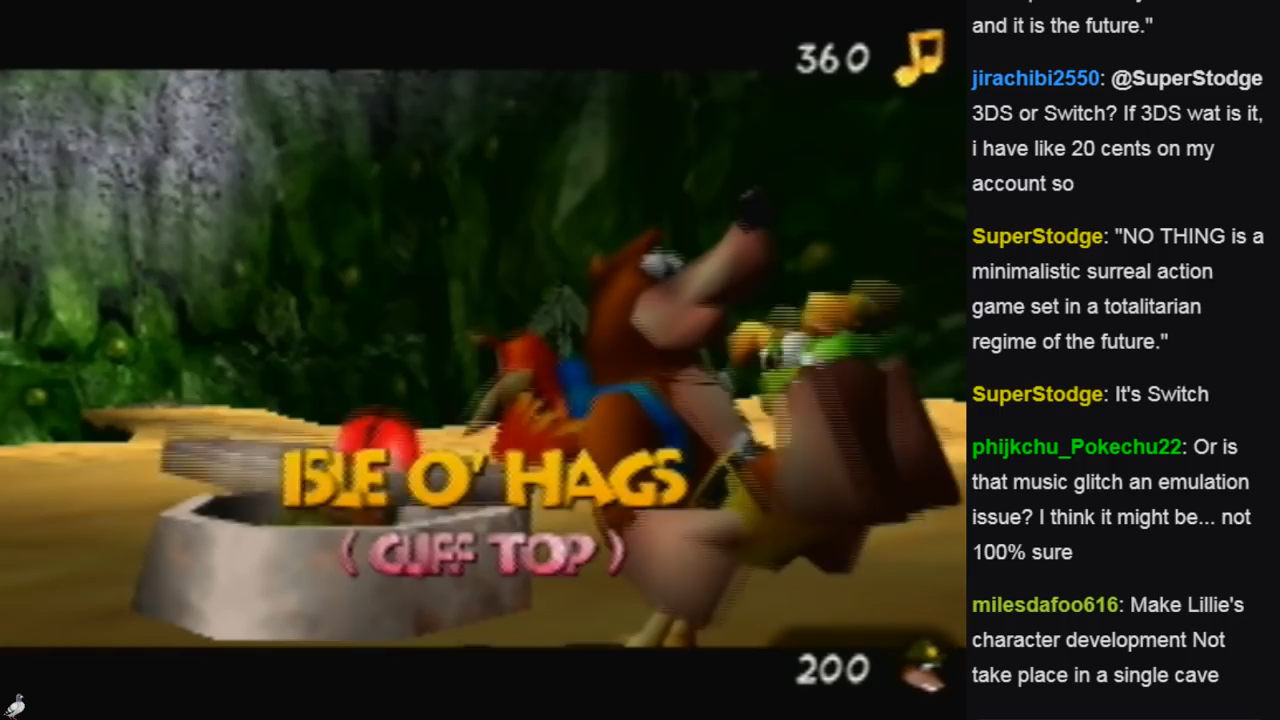 360
ISLE O' HAGS
( CLIFF TOP )
200
and it is the future."
jirachibi2550: @SuperStodge
3DS or Switch? If 3DS wat is it,
i have like 20 cents on my
account so
SuperStodge: "NO THING is a
minimalistic surreal action
game set in a totalitarian
regime of the future."
SuperStodge: It's Switch
phijkchu_Pokechu22: Or is
that music glitch an emulation
issue? I think it might be... not
100% sure
milesdafoo616: Make Lillie's
character development Not
take place in a single cave